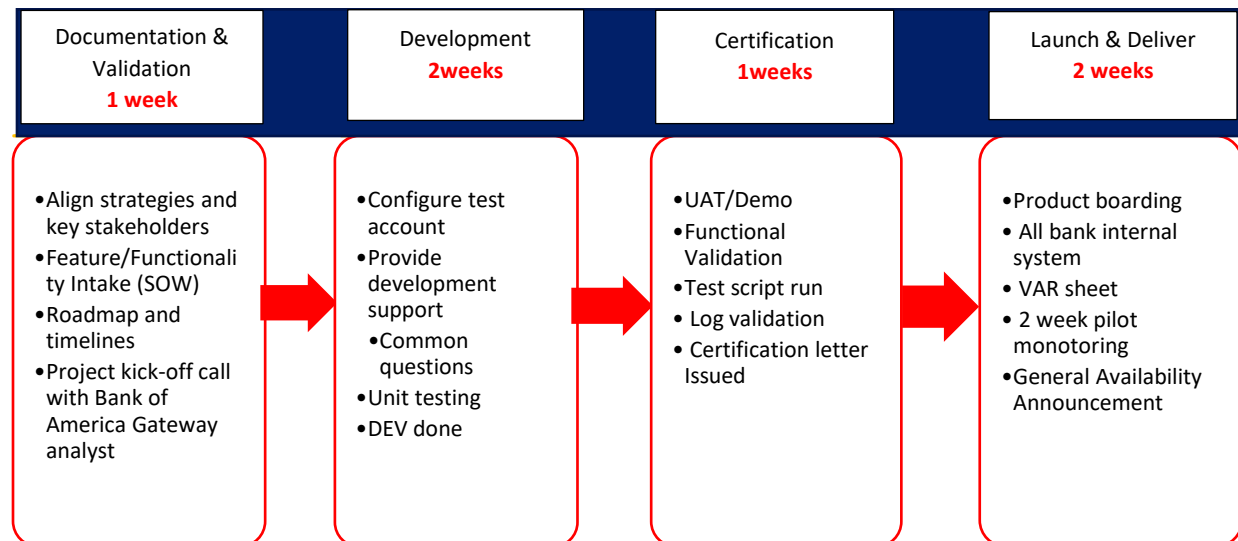 Documentation &
Validation
1 week
Development
2weeks
Certification
1weeks
Launch & Deliver
2 weeks
•Align strategies and
key stakeholders
•Feature/Functionali
ty Intake (SOW)
•Roadmap and
timelines
•Project kick-off call
with Bank of
America Gateway
analyst
•Configure test
account
•Provide
development
support
•Common
questions
•Unit testing
•DEV done
•UAT/Demo
•Functional
Validation
•Test script run
• Log validation
• Certification letter
Issued
•Product boarding
• All bank internal
system
• VAR sheet
• 2 week pilot
monotoring
•General Availability
Announcement